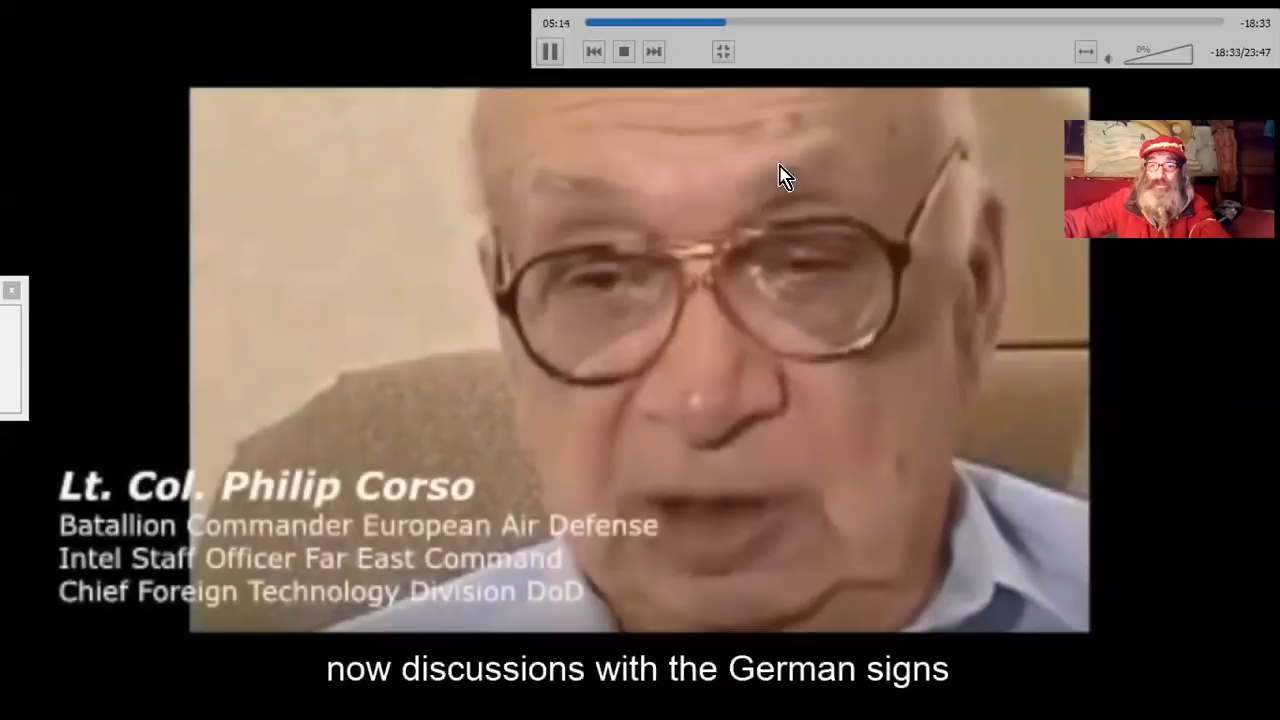 05:14
-18:33
8%
-18:33/23:47
Lt. Col. Philip Corso
Batallion Commander European Air Defense
Intel Staff Officer Far East Command
Chief Foreign Technology Division DoD
now discussions with the German signs